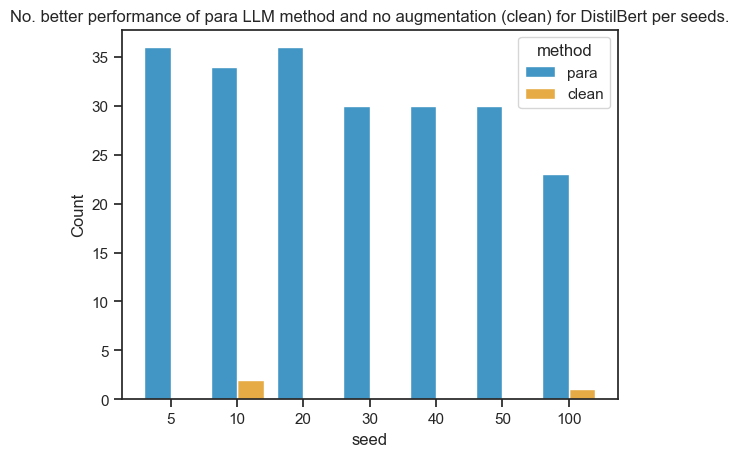 No. better performance of para LLM method and no augmentation (clean) for DistilBert per seeds.
method
para
clean
35
30
25
20
15
10
5
0
Count
5 10 20 30 40 50 100
seed